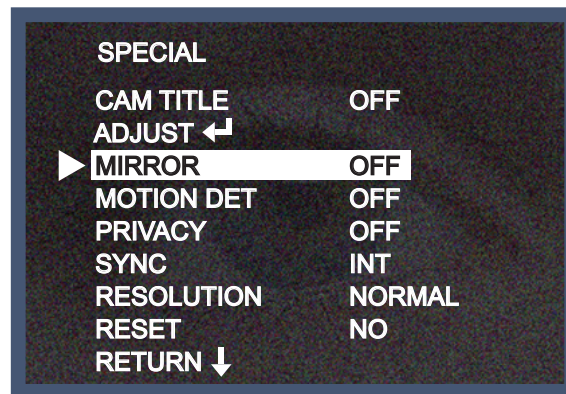 SPECIAL
CAM TITLE OFF
ADJUST ↵
MIRROR OFF
MOTION DET OFF
PRIVACY OFF
SYNC INT
RESOLUTION NORMAL
RESET NO
RETURN ↓